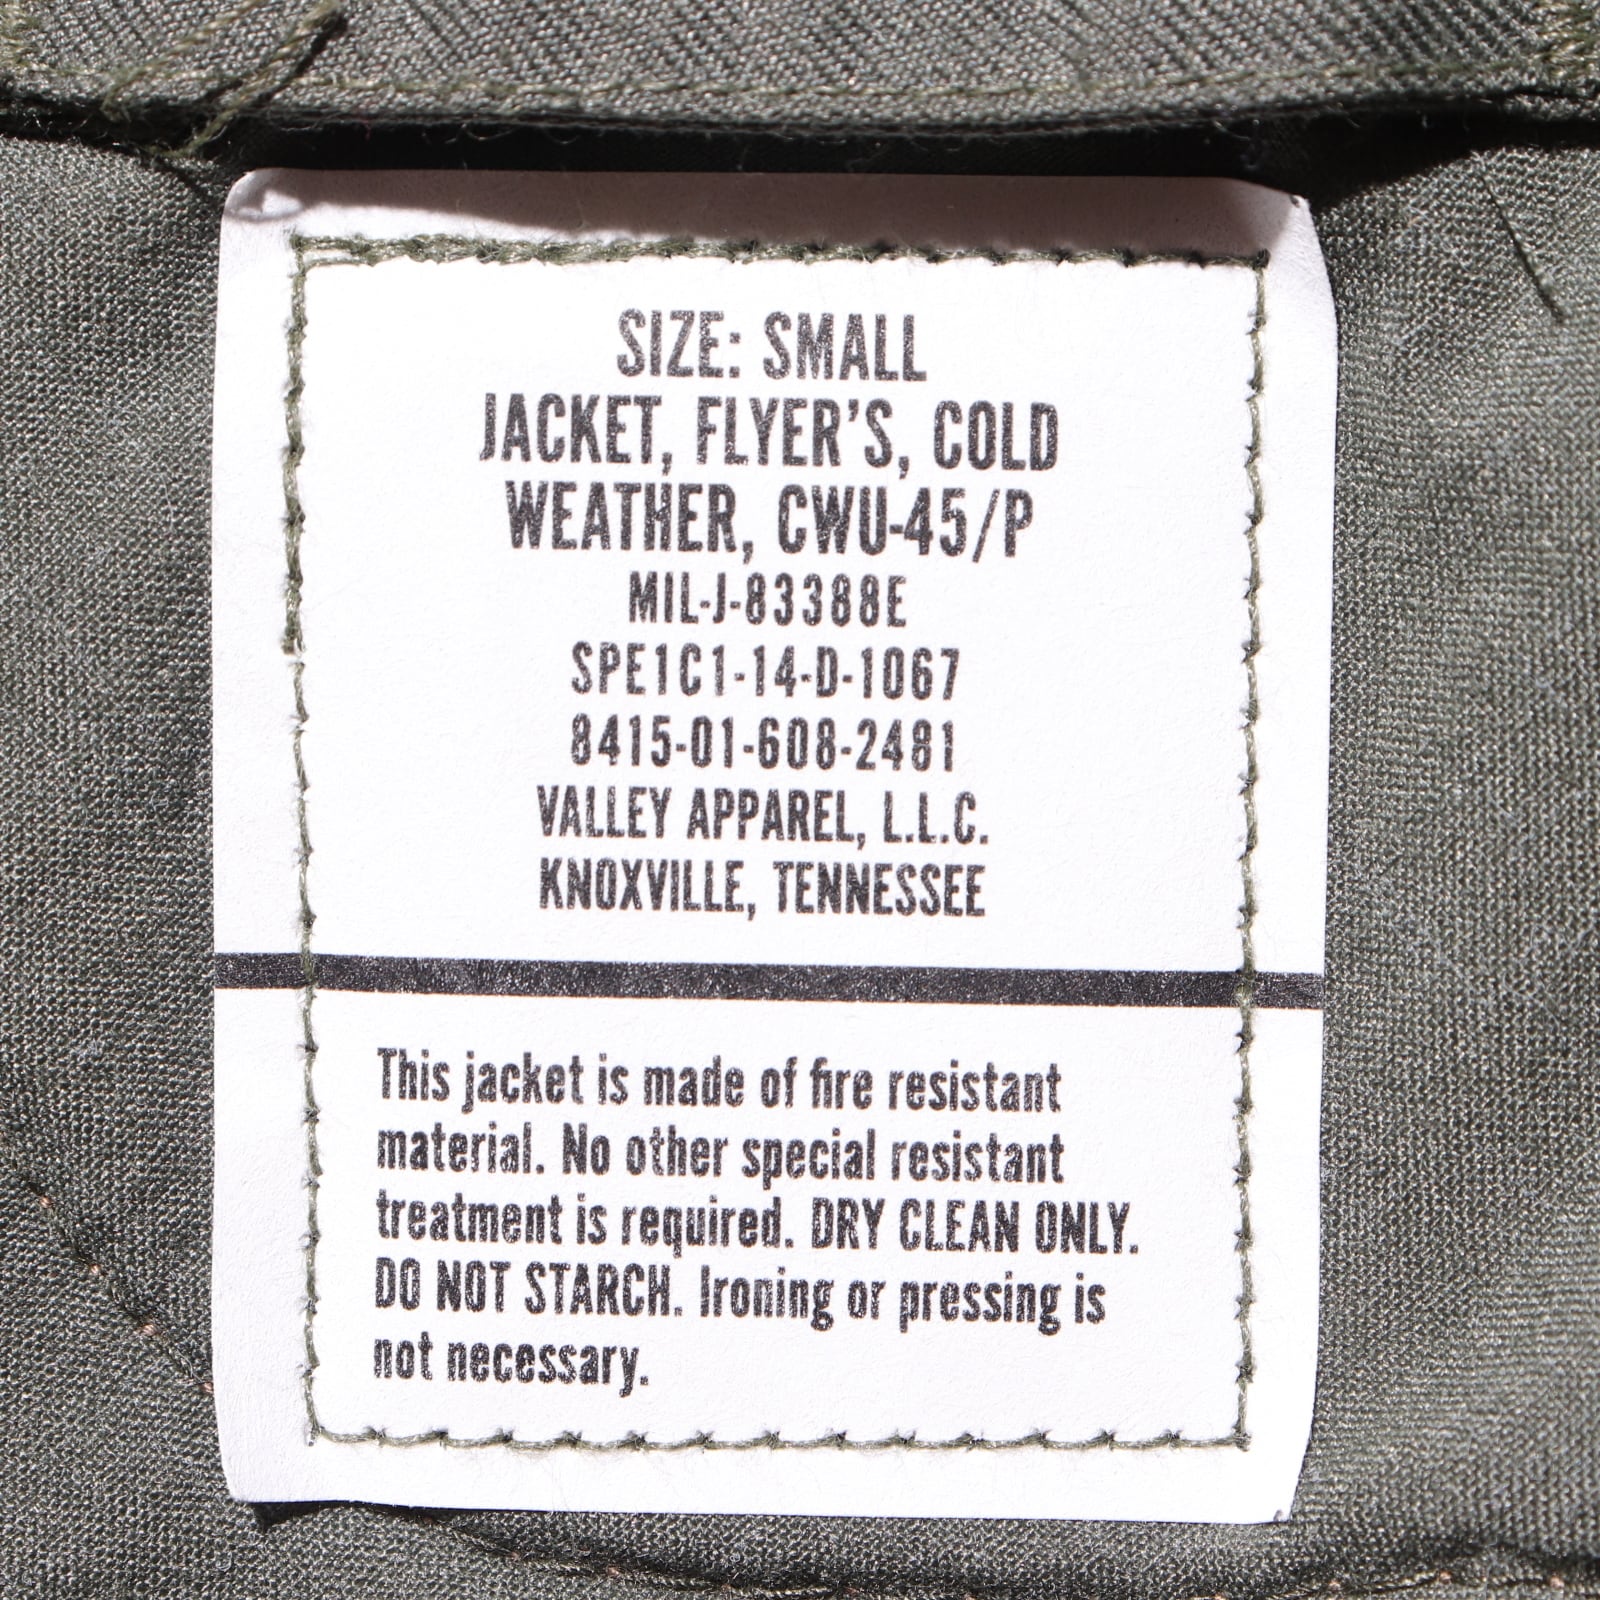 SIZE: SMALL
JACKET, FLYER'S, COLD
WEATHER, CWU-45/P
MIL-J-83388E
SPE1C1-14-D-1067
8415-01-608-2481
VALLEY APPAREL, L.L.C.
KNOXVILLE, TENNESSEE
This jacket is made of fire resistant
material. No other special resistant
treatment is required. DRY CLEAN ONLY.
DO NOT STARCH. Ironing or pressing is
not necessary.